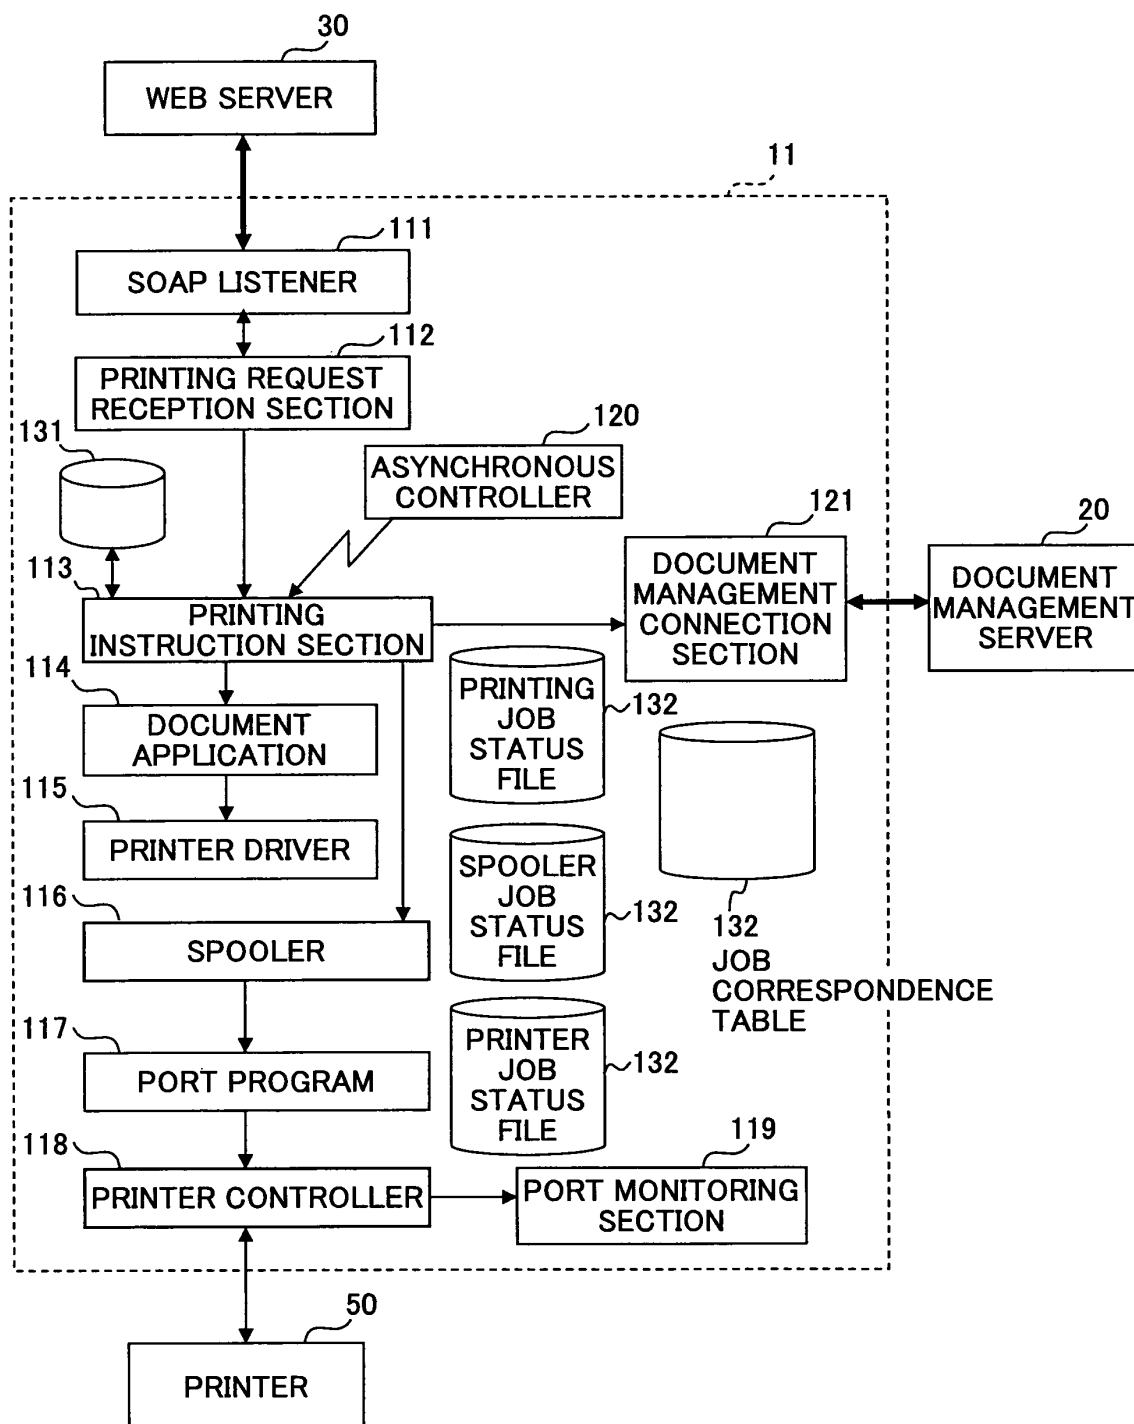 30
WEB SERVER
11
111
SOAP LISTENER
112
PRINTING REQUEST
RECEPTION SECTION
131
120
ASYNCHRONOUS
CONTROLLER
121
20
113
PRINTING
INSTRUCTION SECTION
DOCUMENT
MANAGEMENT
CONNECTION
SECTION
DOCUMENT
MANAGEMENT
SERVER
114
DOCUMENT
APPLICATION
PRINTING
JOB
STATUS
FILE
132
115
PRINTER DRIVER
SPOOLER
JOB
STATUS
FILE
132
132
JOB
CORRESPONDENCE
TABLE
116
SPOOLER
117
PORT PROGRAM
PRINTER
JOB
STATUS
FILE
132
118
PRINTER CONTROLLER
119
PORT MONITORING
SECTION
50
PRINTER